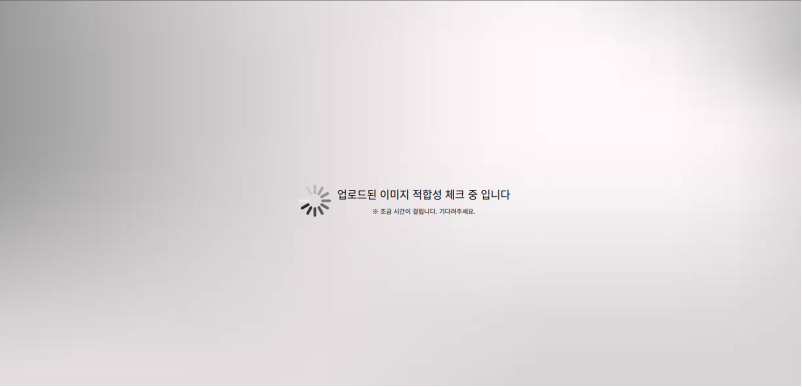 업로드된 이미지 적합성 체크 중 입니다
※ 조금 시간이 걸립니다. 기다려주세요.